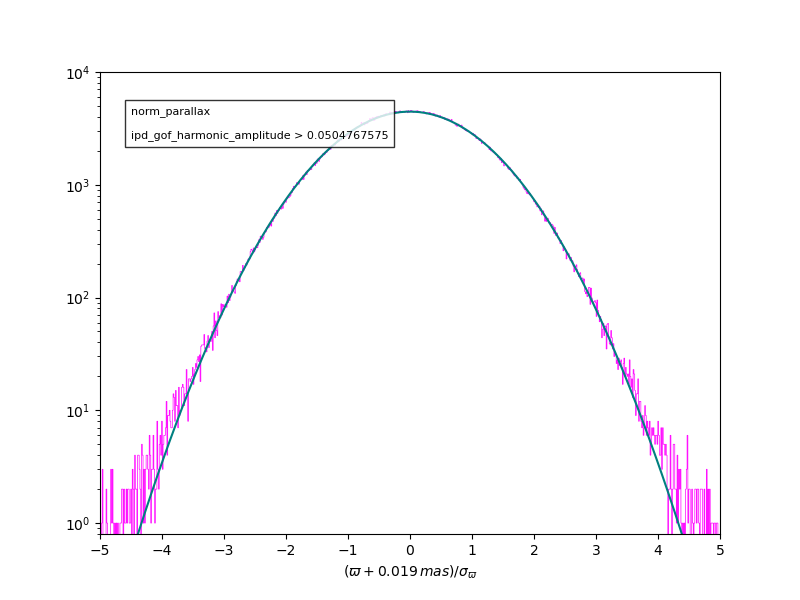 10⁴
10³
10²
10¹
10⁰
norm_parallax
ipd_gof_harmonic_amplitude > 0.0504767575
−5 −4 −3 −2 −1 0 1 2 3 4 5
(ϖ + 0.019 mas)/σ_ϖ